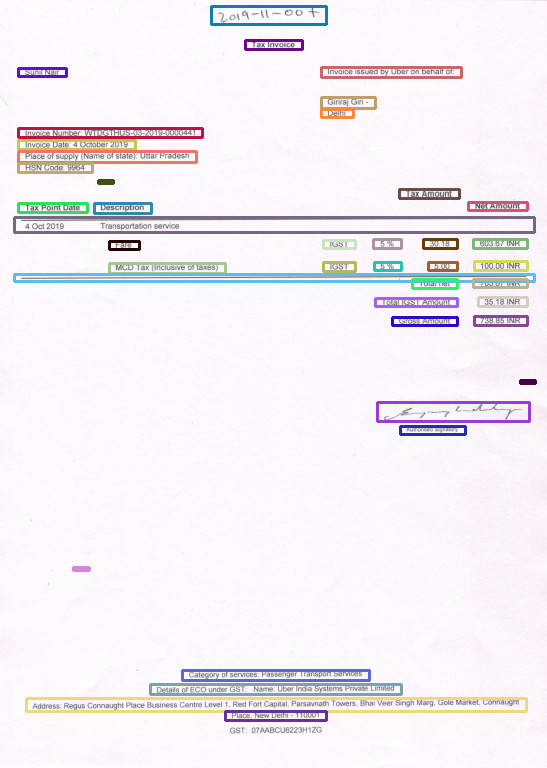 2019-11-007
Tax Invoice
Sunil Nair
Invoice issued by Uber on behalf of:
Giriraj Giri -
Delhi
Invoice Number: WTDGTHUS-03-2019-0000441
Invoice Date: 4 October 2019
Place of supply (Name of state): Uttar Pradesh
HSN Code: 9964
Tax Amount
Tax Point Date Description Net Amount
4 Oct 2019 Transportation service
Fare IGST 5 % 30.18 603.67 INR
MCD Tax (Inclusive of taxes) IGST 5 % 5.00 100.00 INR
Total net 703.67 INR
Total IGST Amount 35.18 INR
Gross Amount 738.85 INR
Authorised Signatory
Category of services: Passenger Transport Services
Details of ECO under GST: Name: Uber India Systems Private Limited
Address: Regus Connaught Place Business Centre Level 1, Red Fort Capital, Parsavnath Towers, Bhai Veer Singh Marg, Gole Market, Connaught
Place, New Delhi - 110001
GST: 07AABCU6223H1ZG